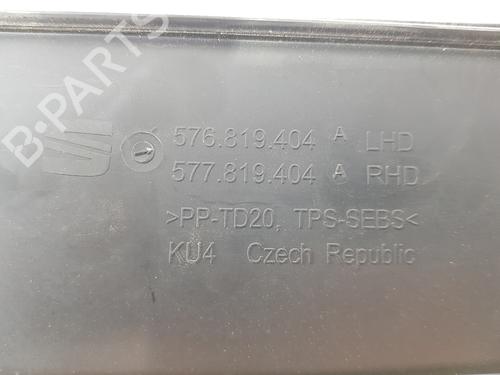 B-PARTS
576.819.404 A LHD
577.819.404 A RHD
>PP-TD20, TPS-SEBS<
KU4 Czech Republic